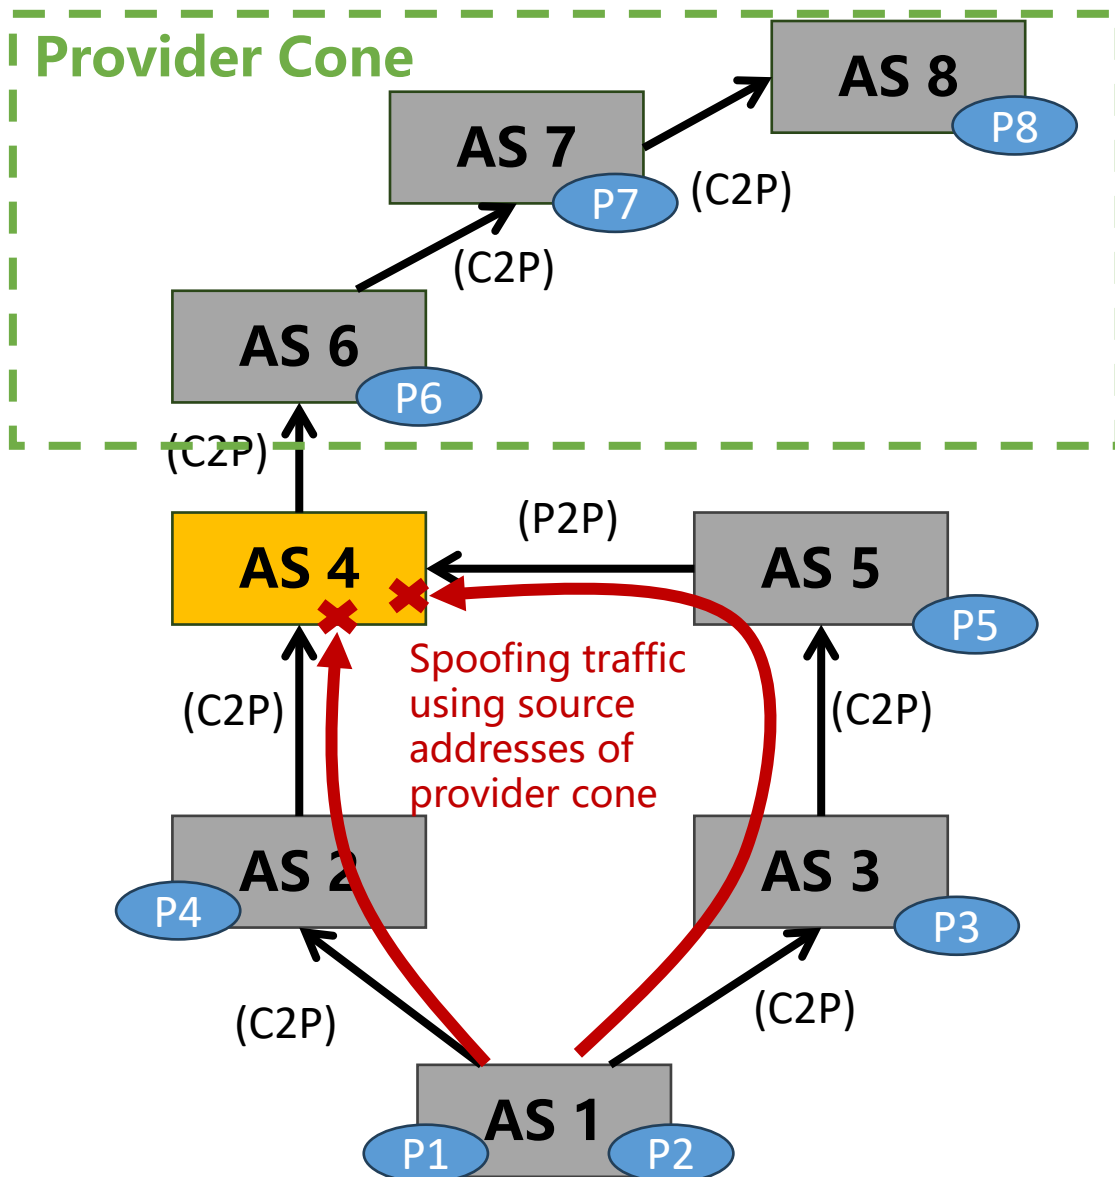 Provider Cone
AS 8
P8
AS 7
P7
(C2P)
(C2P)
AS 6
P6
(C2P)
(P2P)
AS 4
AS 5
P5
Spoofing traffic
using source
addresses of
provider cone
(C2P)
(C2P)
AS 2
P4
AS 3
P3
(C2P)
(C2P)
AS 1
P1
P2